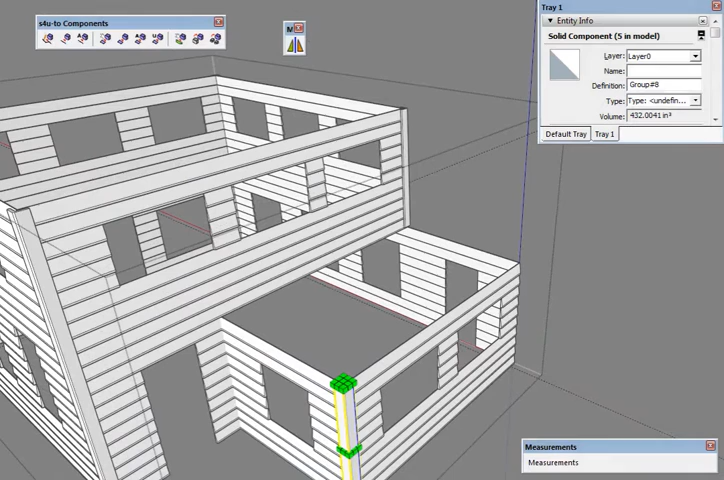 s4u-to Components
M
Tray 1
Entity Info
Solid Component (5 in model)
Layer: Layer0
Name:
Definition: Group#8
Type: Type: <undefin...
Volume: 432.0041 in³
Default Tray Tray 1
Measurements
Measurements